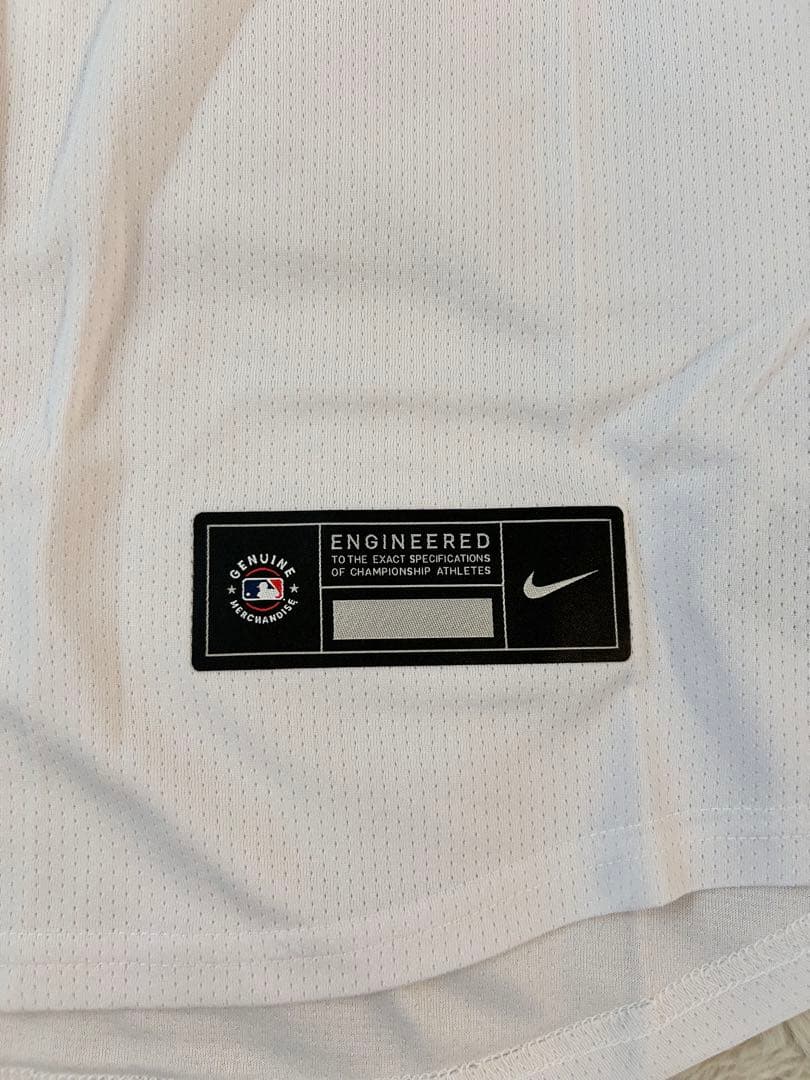 GENUINE
MERCHANDISE
ENGINEERED
TO THE EXACT SPECIFICATIONS
OF CHAMPIONSHIP ATHLETES